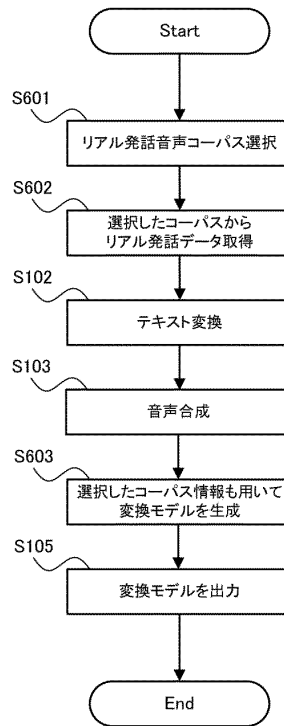 Start
S601
リアル発話音声コーパス選択
S602
選択したコーパスから
リアル発話データ取得
S102
テキスト変換
S103
音声合成
S603
選択したコーパス情報も用いて
変換モデルを生成
S105
変換モデルを出力
End